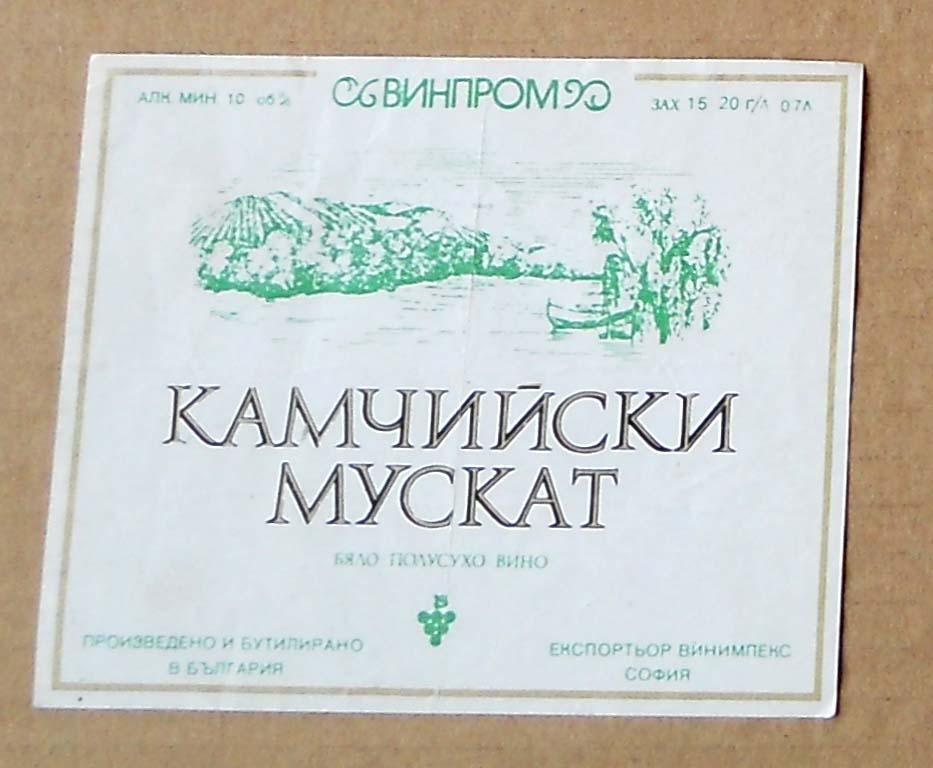 АЛК. МИН 10 об% ВИНПРОМ ЗАХ 15 20 г/л 0 7Л
КАМЧИЙСКИ
МУСКАТ
БЯЛО ПОЛУСУХО ВИНО
ПРОИЗВЕДЕНО И БУТИЛИРАНО
В БЪЛГАРИЯ
ЕКСПОРТЬОР ВИНИМПЕКС
СОФИЯ